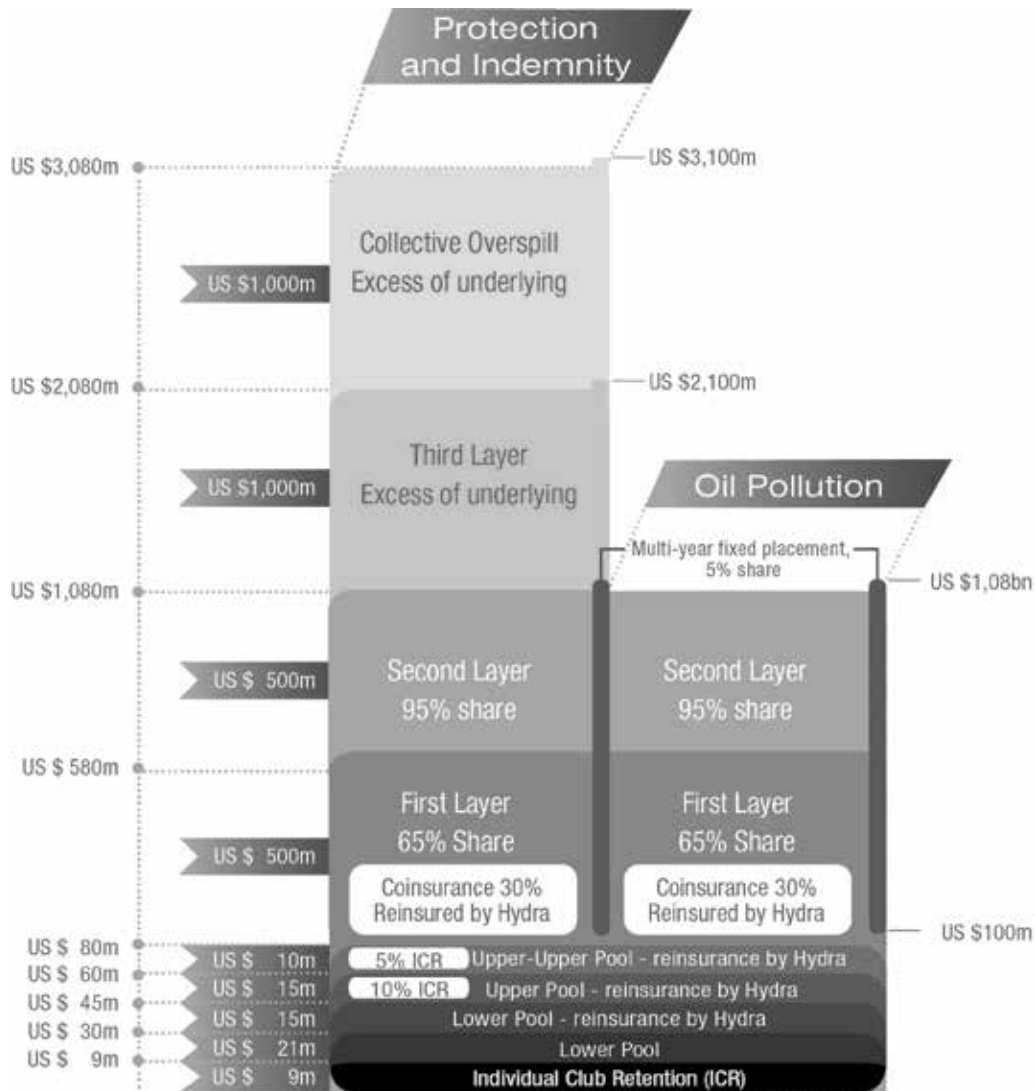 Protection
and Indemnity
US $3,080m
US $3,100m
Collective Overspill
Excess of underlying
US $1,000m
US $2,080m
US $2,100m
Third Layer
Excess of underlying
US $1,000m
Oil Pollution
Multi-year fixed placement,
5% share
US $1,080m
US $1,08bn
Second Layer
95% share
Second Layer
95% share
US $ 500m
US $ 580m
First Layer
65% Share
First Layer
65% Share
US $ 500m
Coinsurance 30%
Reinsured by Hydra
Coinsurance 30%
Reinsured by Hydra
US $100m
US $ 80m
US $ 10m
5% ICR
Upper-Upper Pool - reinsurance by Hydra
US $ 60m
US $ 15m
10% ICR
Upper Pool - reinsurance by Hydra
US $ 45m
US $ 15m
Lower Pool - reinsurance by Hydra
US $ 30m
US $ 21m
Lower Pool
US $ 9m
US $ 9m
Individual Club Retention (ICR)